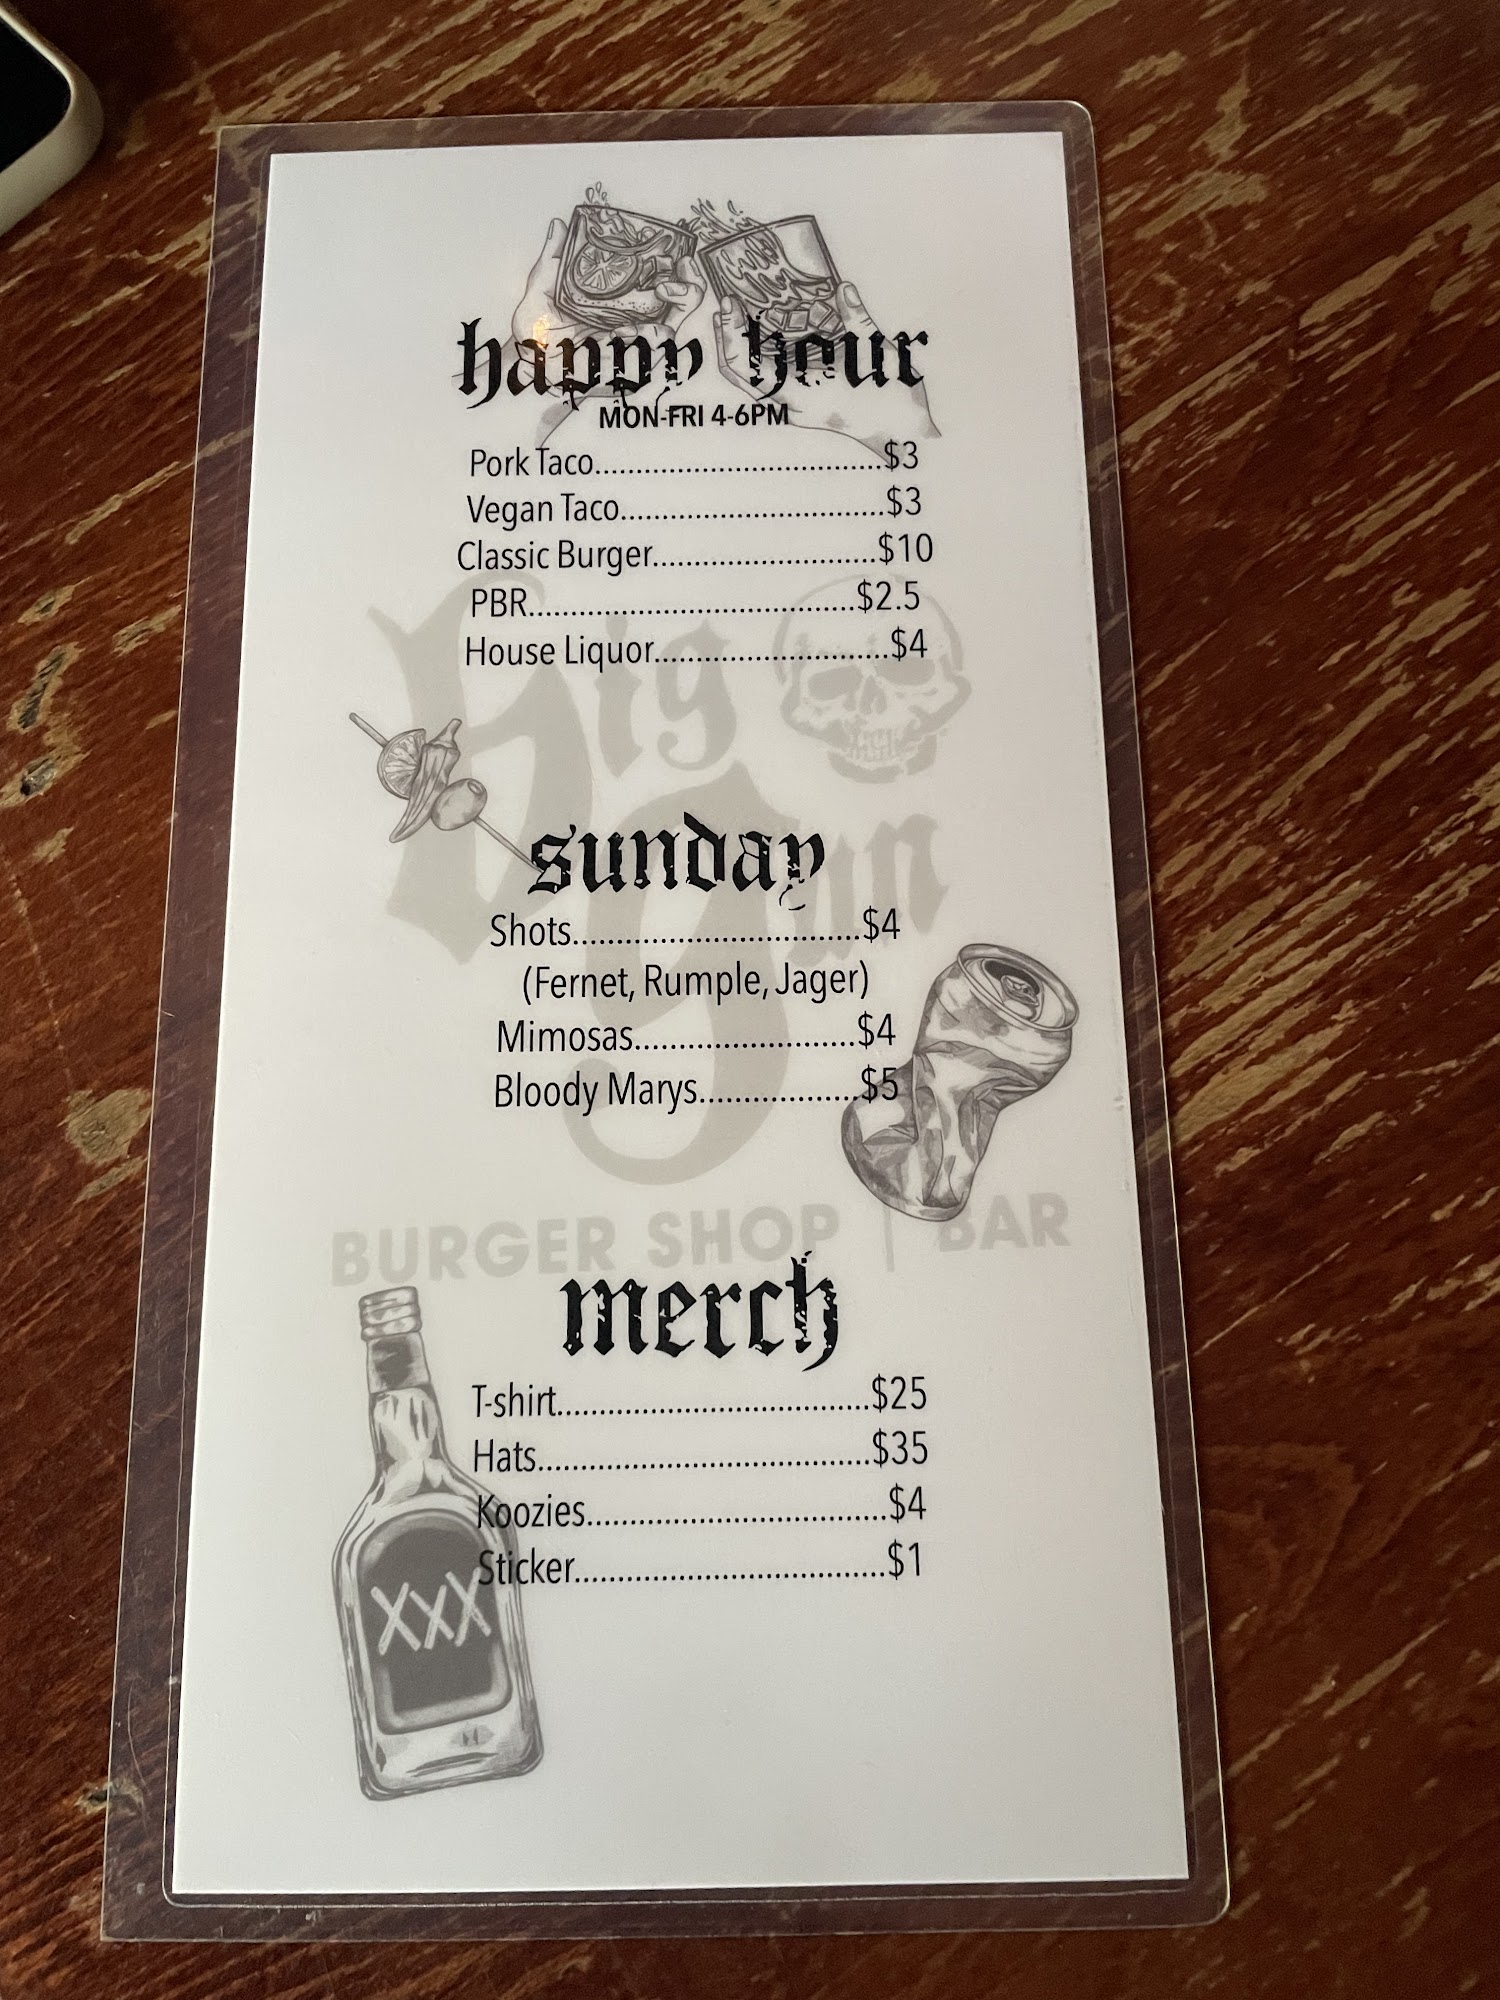 happy hour
MON-FRI 4-6PM
Pork Taco..................................$3
Vegan Taco................................$3
Classic Burger...........................$10
PBR.......................................$2.5
House Liquor............................$4
big
gun
sunday
Shots.................................$4
(Fernet, Rumple, Jager)
Mimosas..........................$4
Bloody Marys...................$5
BURGER SHOP | BAR
merch
T-shirt.....................................$25
Hats.......................................$35
Koozies...................................$4
Sticker....................................$1
XXX